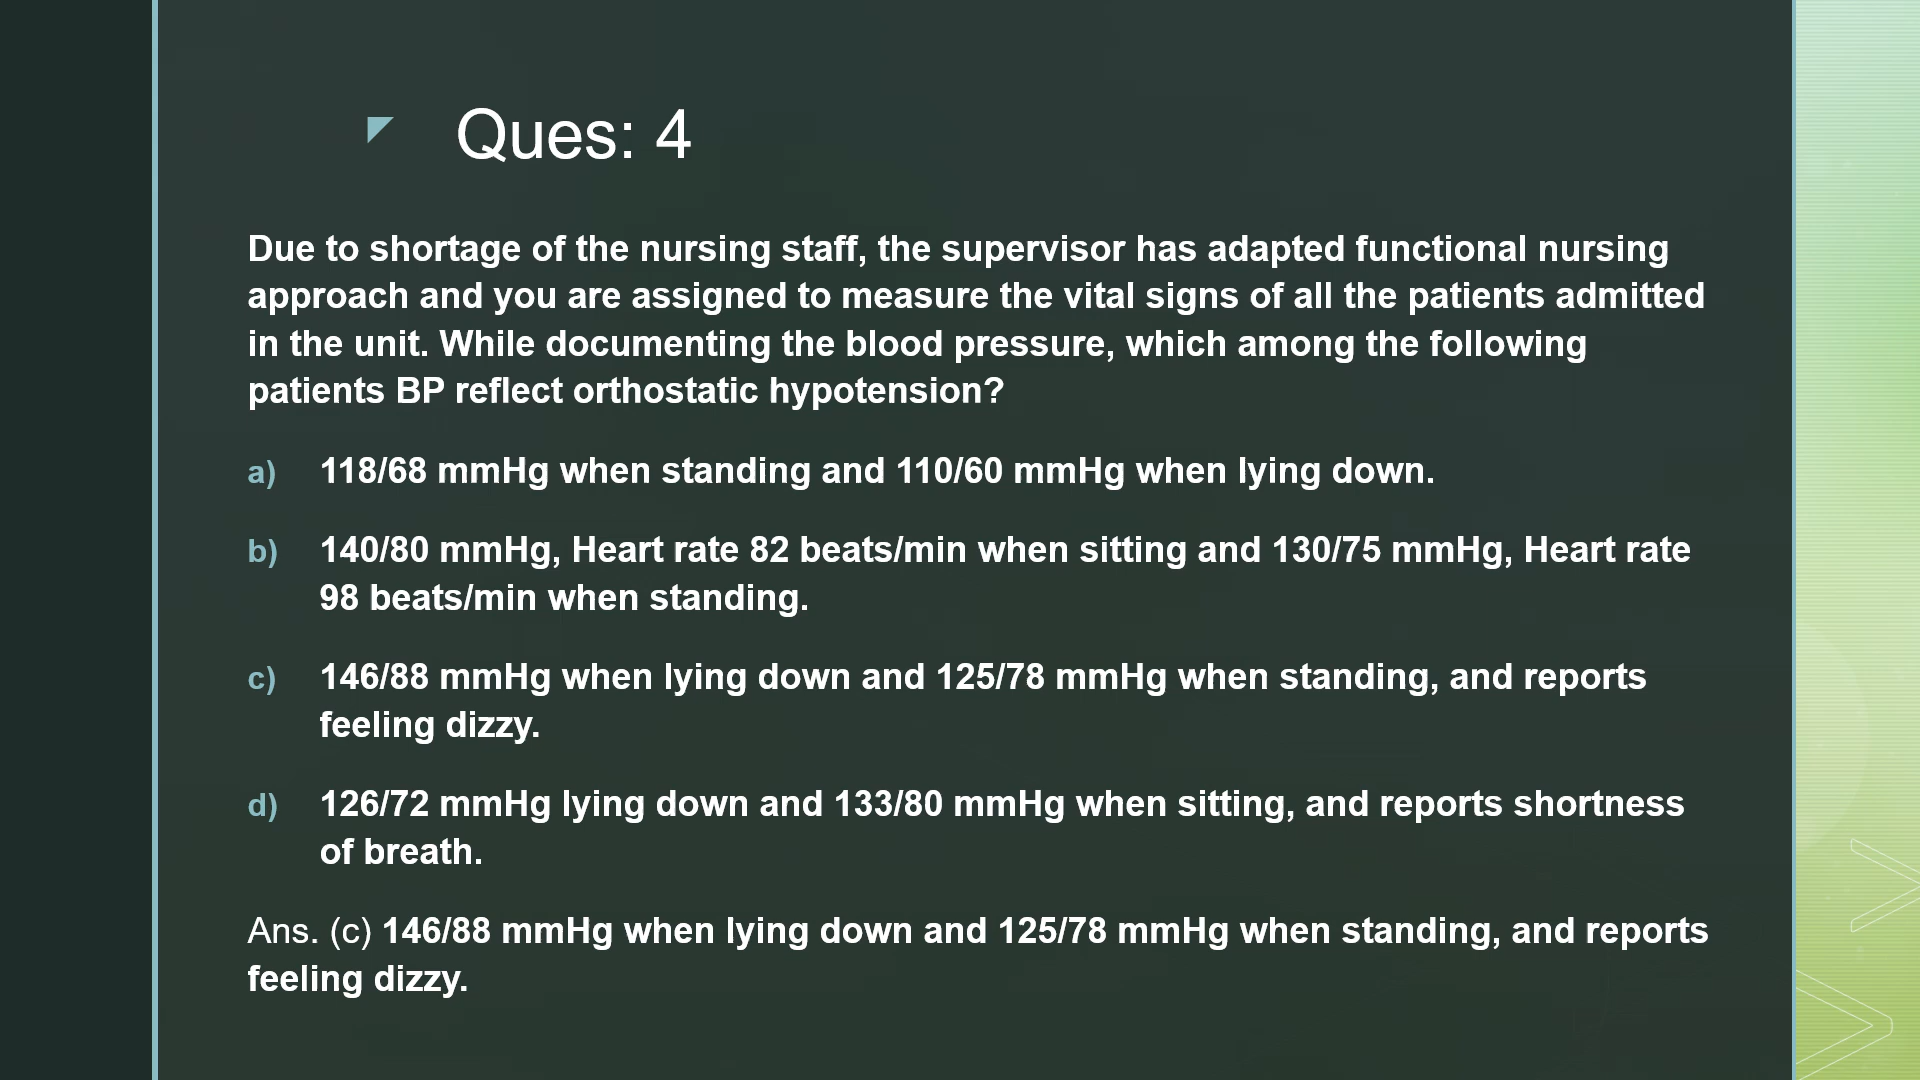 Ques: 4
Due to shortage of the nursing staff, the supervisor has adapted functional nursing
approach and you are assigned to measure the vital signs of all the patients admitted
in the unit. While documenting the blood pressure, which among the following
patients BP reflect orthostatic hypotension?
a) 118/68 mmHg when standing and 110/60 mmHg when lying down.
b) 140/80 mmHg, Heart rate 82 beats/min when sitting and 130/75 mmHg, Heart rate
98 beats/min when standing.
c) 146/88 mmHg when lying down and 125/78 mmHg when standing, and reports
feeling dizzy.
d) 126/72 mmHg lying down and 133/80 mmHg when sitting, and reports shortness
of breath.
Ans. (c) 146/88 mmHg when lying down and 125/78 mmHg when standing, and reports
feeling dizzy.